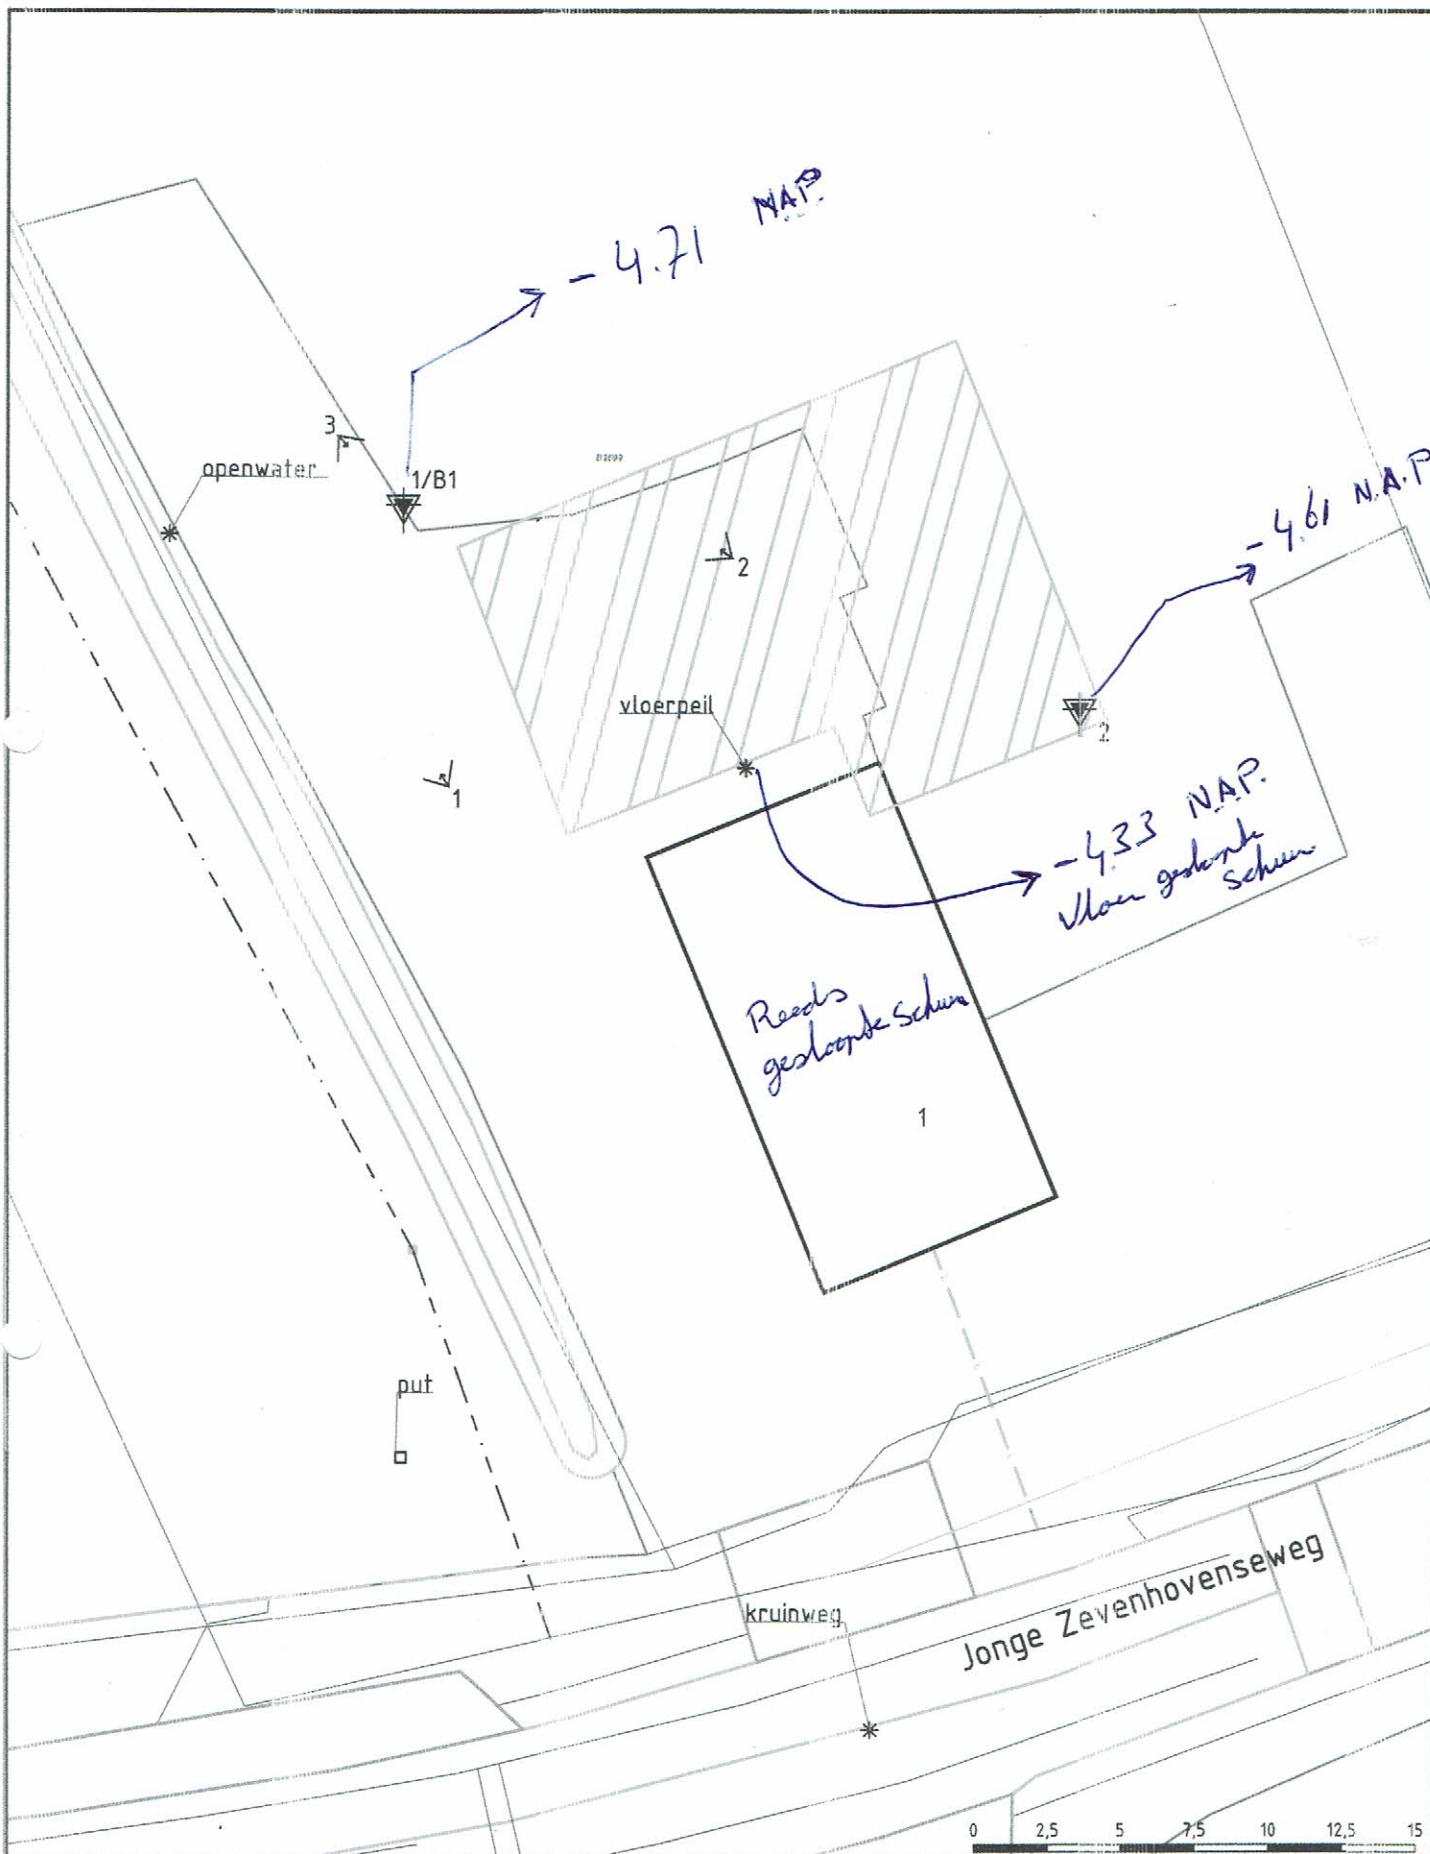 - 4.71 NAP.
3
openwater
1/B1
- 4.61 N.A.P
2
vloerpeil
2
1
- 4.33 NAP.
Vloer gesloopte
Schuur
Reeds
gesloopte Schuur
1
put
kruinweg
Jonge Zevenhovenseweg
0 2,5 5 7,5 10 12,5 15